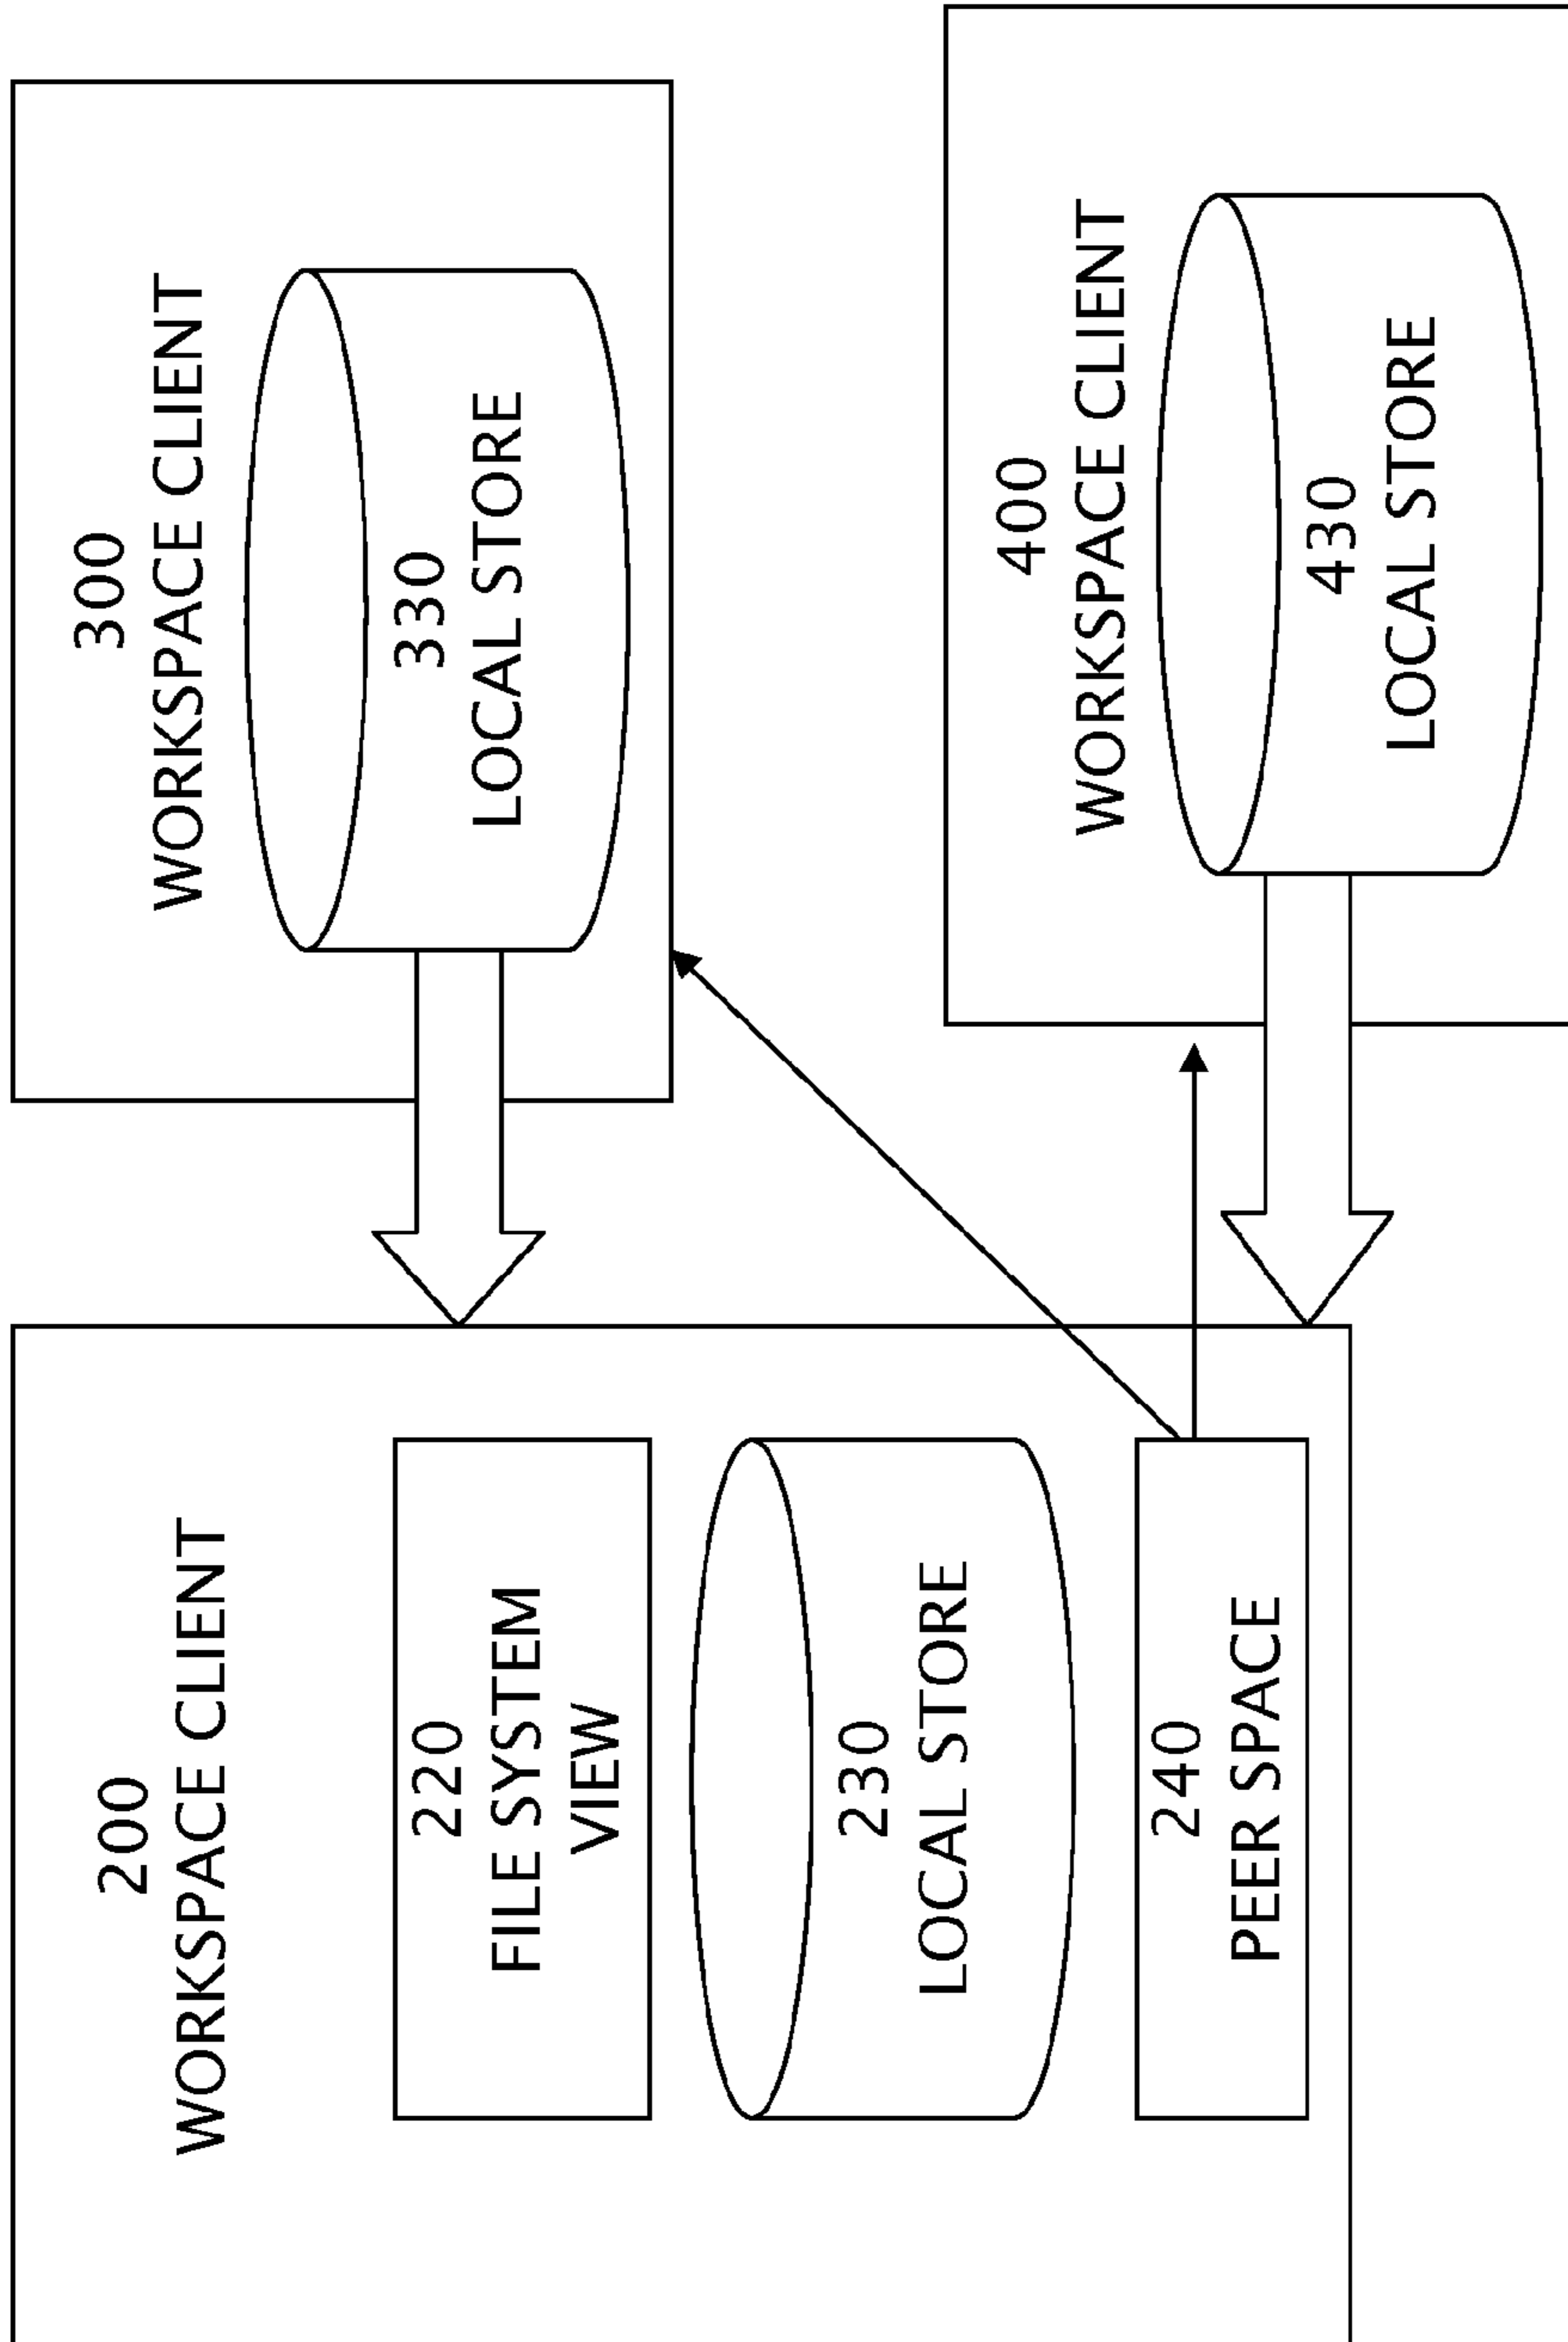 200
WORKSPACE CLIENT
220
FILE SYSTEM
VIEW
230
LOCAL STORE
240
PEER SPACE
300
WORKSPACE CLIENT
330
LOCAL STORE
400
WORKSPACE CLIENT
430
LOCAL STORE